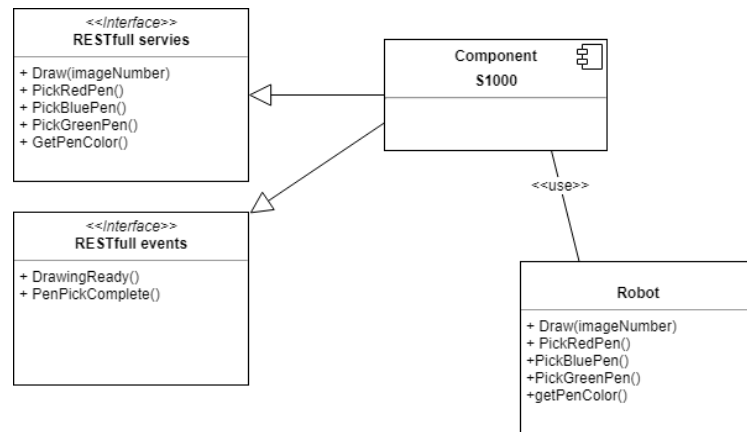 <<Interface>>
RESTfull servies
+ Draw(imageNumber)
+ PickRedPen()
+ PickBluePen()
+ PickGreenPen()
+ GetPenColor()
Component
S1000
<<use>>
<<Interface>>
RESTfull events
+ DrawingReady()
+ PenPickComplete()
Robot
+ Draw(imageNumber)
+ PickRedPen()
+PickBluePen()
+PickGreenPen()
+getPenColor()